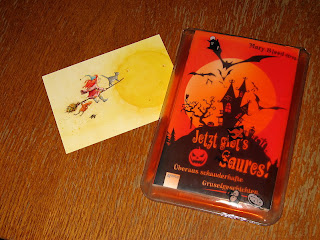 Jetzt gibt's
Saures!
Überaus schauderhafte
Gruselgeschichten